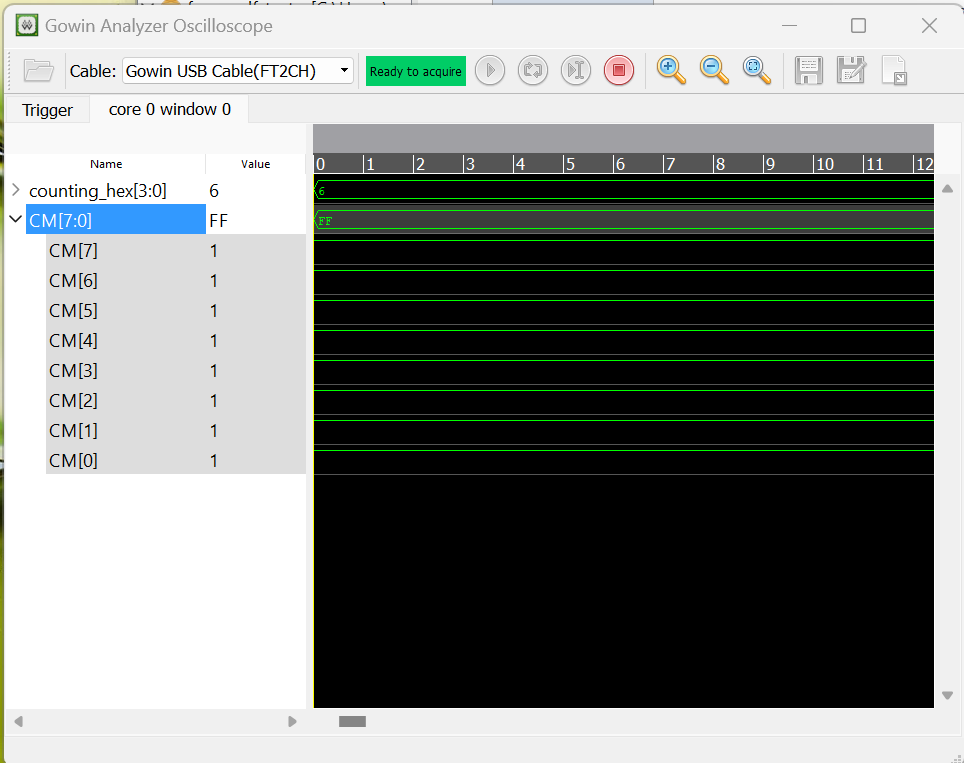 Gowin Analyzer Oscilloscope
Cable: Gowin USB Cable(FT2CH) Ready to acquire
Trigger core 0 window 0
Name Value
0 1 2 3 4 5 6 7 8 9 10 11 12
counting_hex[3:0] 6 6
CM[7:0] FF FF
CM[7] 1
CM[6] 1
CM[5] 1
CM[4] 1
CM[3] 1
CM[2] 1
CM[1] 1
CM[0] 1